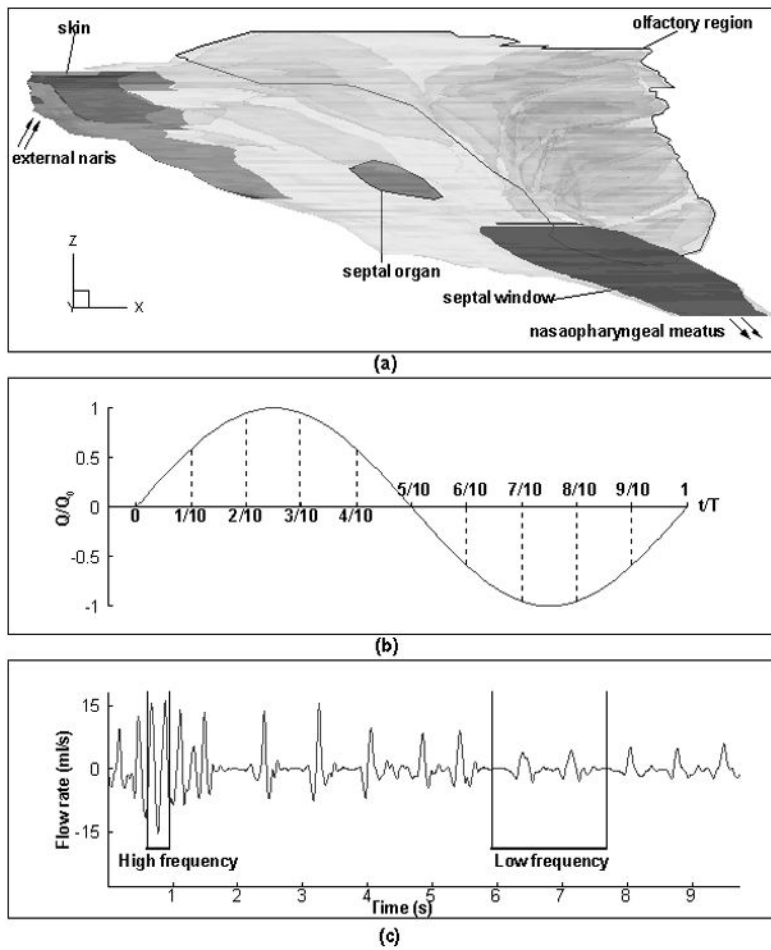 skin
olfactory region
external naris
septal organ
septal window
nasaopharyngeal meatus
Z
Y
X
(a)
Q/Q0
1
0.5
0
-0.5
-1
0
1/10
2/10
3/10
4/10
5/10
6/10
7/10
8/10
9/10
1
t/T
(b)
Flow rate (ml/s)
15
0
-15
High frequency
Low frequency
1
2
3
4
5
6
7
8
9
Time (s)
(c)